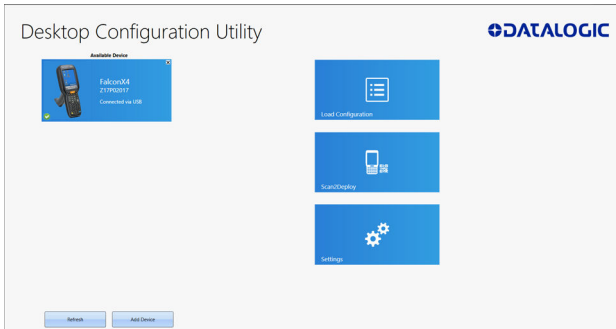 Desktop Configuration Utility
DATALOGIC
Available Device
FalconX4
Z17P02017
Connected via USB
Load Configuration
Scan2Deploy
Settings
Refresh
Add Device